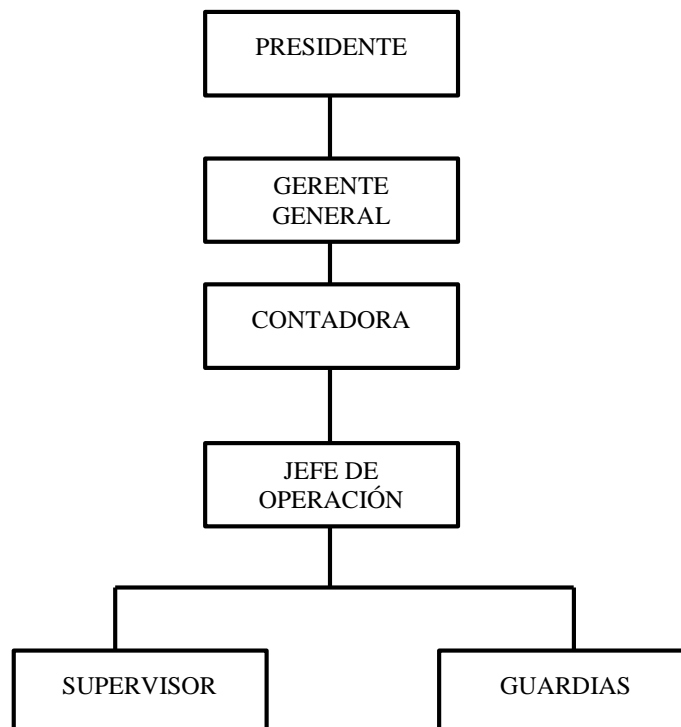 PRESIDENTE
GERENTE
GENERAL
CONTADORA
JEFE DE
OPERACIÓN
SUPERVISOR
GUARDIAS